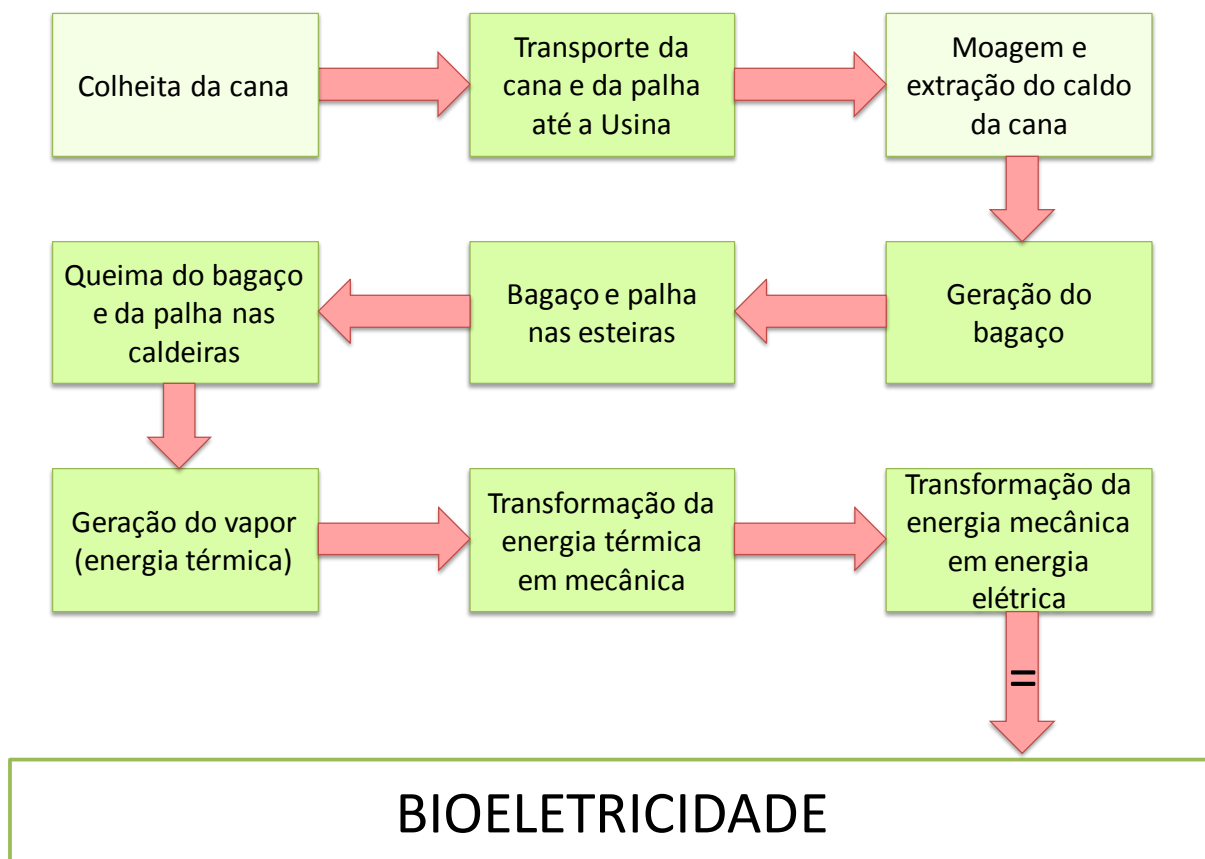 Colheita da cana
Transporte da
cana e da palha
até a Usina
Moagem e
extração do caldo
da cana
Geração do
bagaço
Bagaço e palha
nas esteiras
Queima do bagaço
e da palha nas
caldeiras
Geração do vapor
(energia térmica)
Transformação da
energia térmica
em mecânica
Transformação da
energia mecânica
em energia
elétrica
=
BIOELETRICIDADE